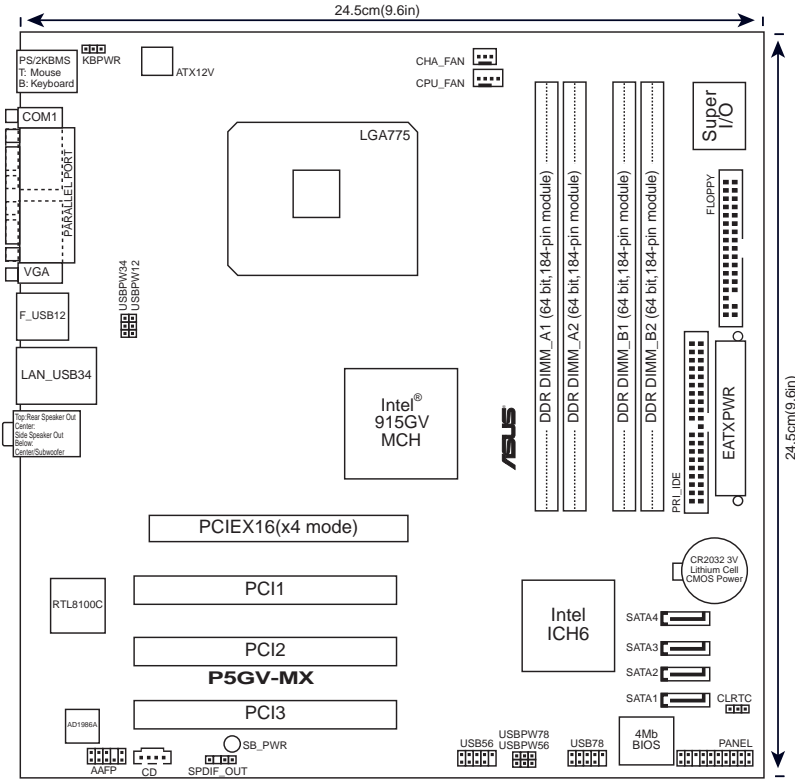 24.5cm(9.6in)
PS/2KBMS
T: Mouse
B: Keyboard
KBPWR
ATX12V
CHA_FAN
CPU_FAN
Super
I/O
COM1
PARALLEL PORT
VGA
LGA775
DDR DIMM_A1 (64 bit,184-pin module)
DDR DIMM_A2 (64 bit,184-pin module)
DDR DIMM_B1 (64 bit,184-pin module)
DDR DIMM_B2 (64 bit,184-pin module)
FLOPPY
USBPW34
USBPW12
F_USB12
LAN_USB34
Top:Rear Speaker Out
Center:
Side Speaker Out
Below:
Center/Subwoofer
Intel®
915GV
MCH
ASUS
PRI_IDE
EATXPWR
24.5cm(9.6in)
PCIEX16(x4 mode)
CR2032 3V
Lithium Cell
CMOS Power
RTL8100C
PCI1
Intel
ICH6
SATA4
SATA3
SATA2
SATA1
PCI2
P5GV-MX
PCI3
CLRTC
AD1986A
SB_PWR
AAFP
CD
SPDIF_OUT
USB56
USBPW78
USBPW56
USB78
4Mb
BIOS
PANEL